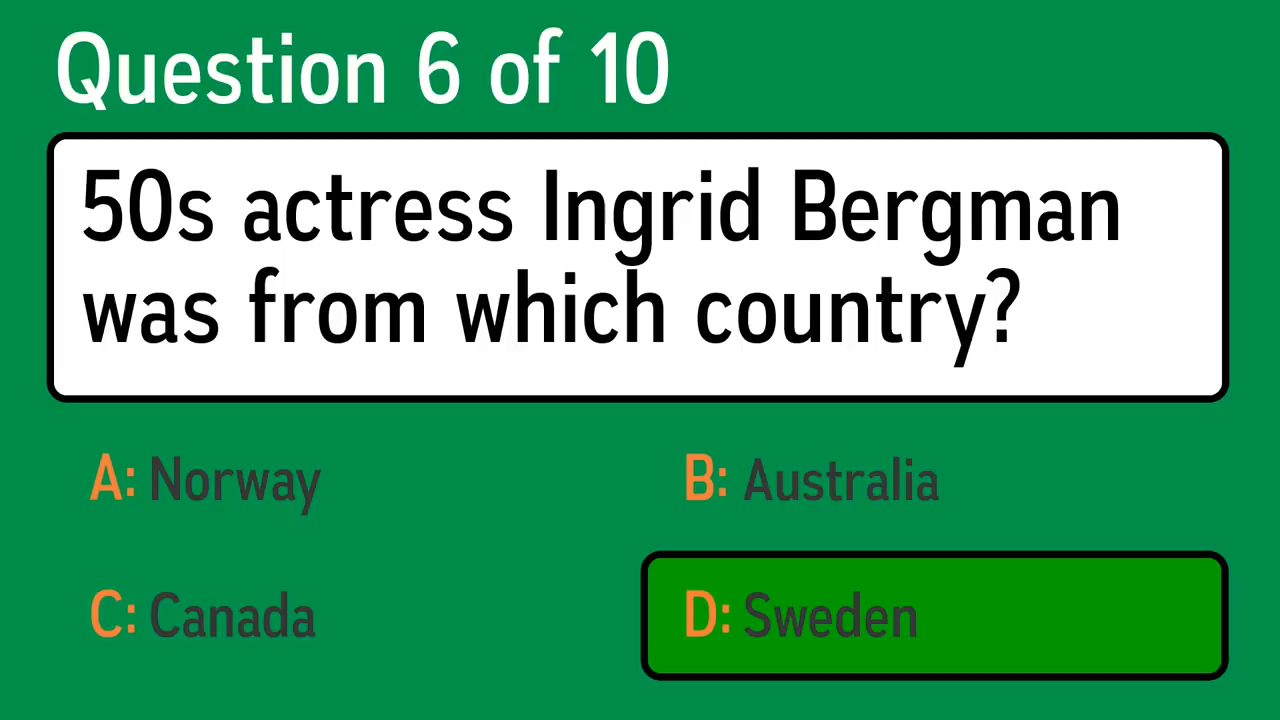 Question 6 of 10
50s actress Ingrid Bergman
was from which country?
A: Norway
B: Australia
C: Canada
D: Sweden